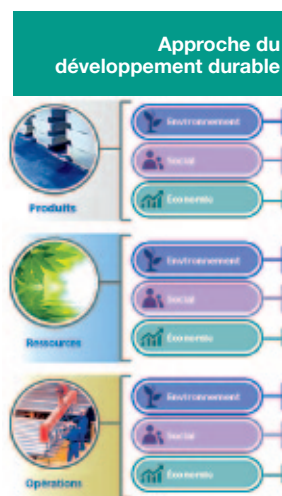 Approche du
développement durable
Environnement
Social
Économie
Produits
Environnement
Social
Économie
Ressources
Environnement
Social
Économie
Opérations